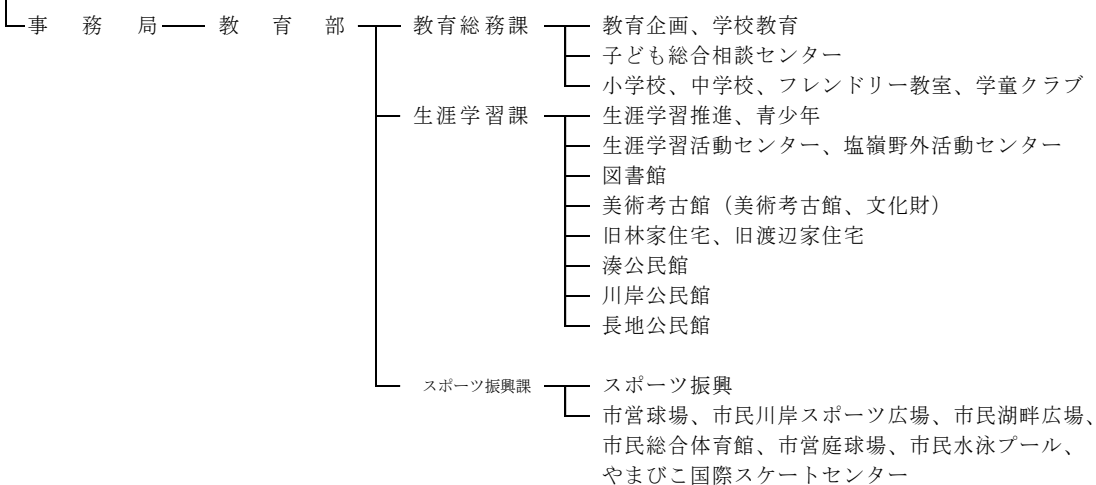 事務局 教育部 教育総務課 教育企画、学校教育
子ども総合相談センター
小学校、中学校、フレンドリー教室、学童クラブ
生涯学習課 生涯学習推進、青少年
生涯学習活動センター、塩嶺野外活動センター
図書館
美術考古館（美術考古館、文化財）
旧林家住宅、旧渡辺家住宅
湊公民館
川岸公民館
長地公民館
スポーツ振興課 スポーツ振興
市営球場、市民川岸スポーツ広場、市民湖畔広場、
市民総合体育館、市営庭球場、市民水泳プール、
やまびこ国際スケートセンター